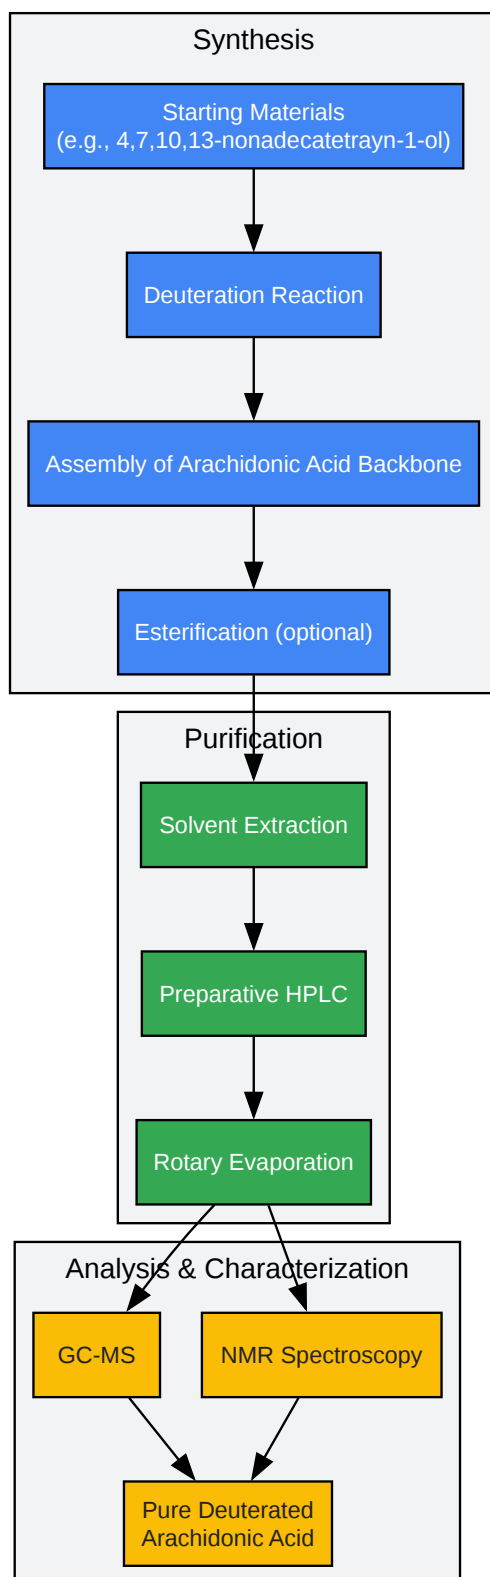 Synthesis
Starting Materials
(e.g., 4,7,10,13-nonadecatetrayn-1-ol)
Deuteration Reaction
Assembly of Arachidonic Acid Backbone
Esterification (optional)
Purification
Solvent Extraction
Preparative HPLC
Rotary Evaporation
Analysis & Characterization
GC-MS
NMR Spectroscopy
Pure Deuterated
Arachidonic Acid